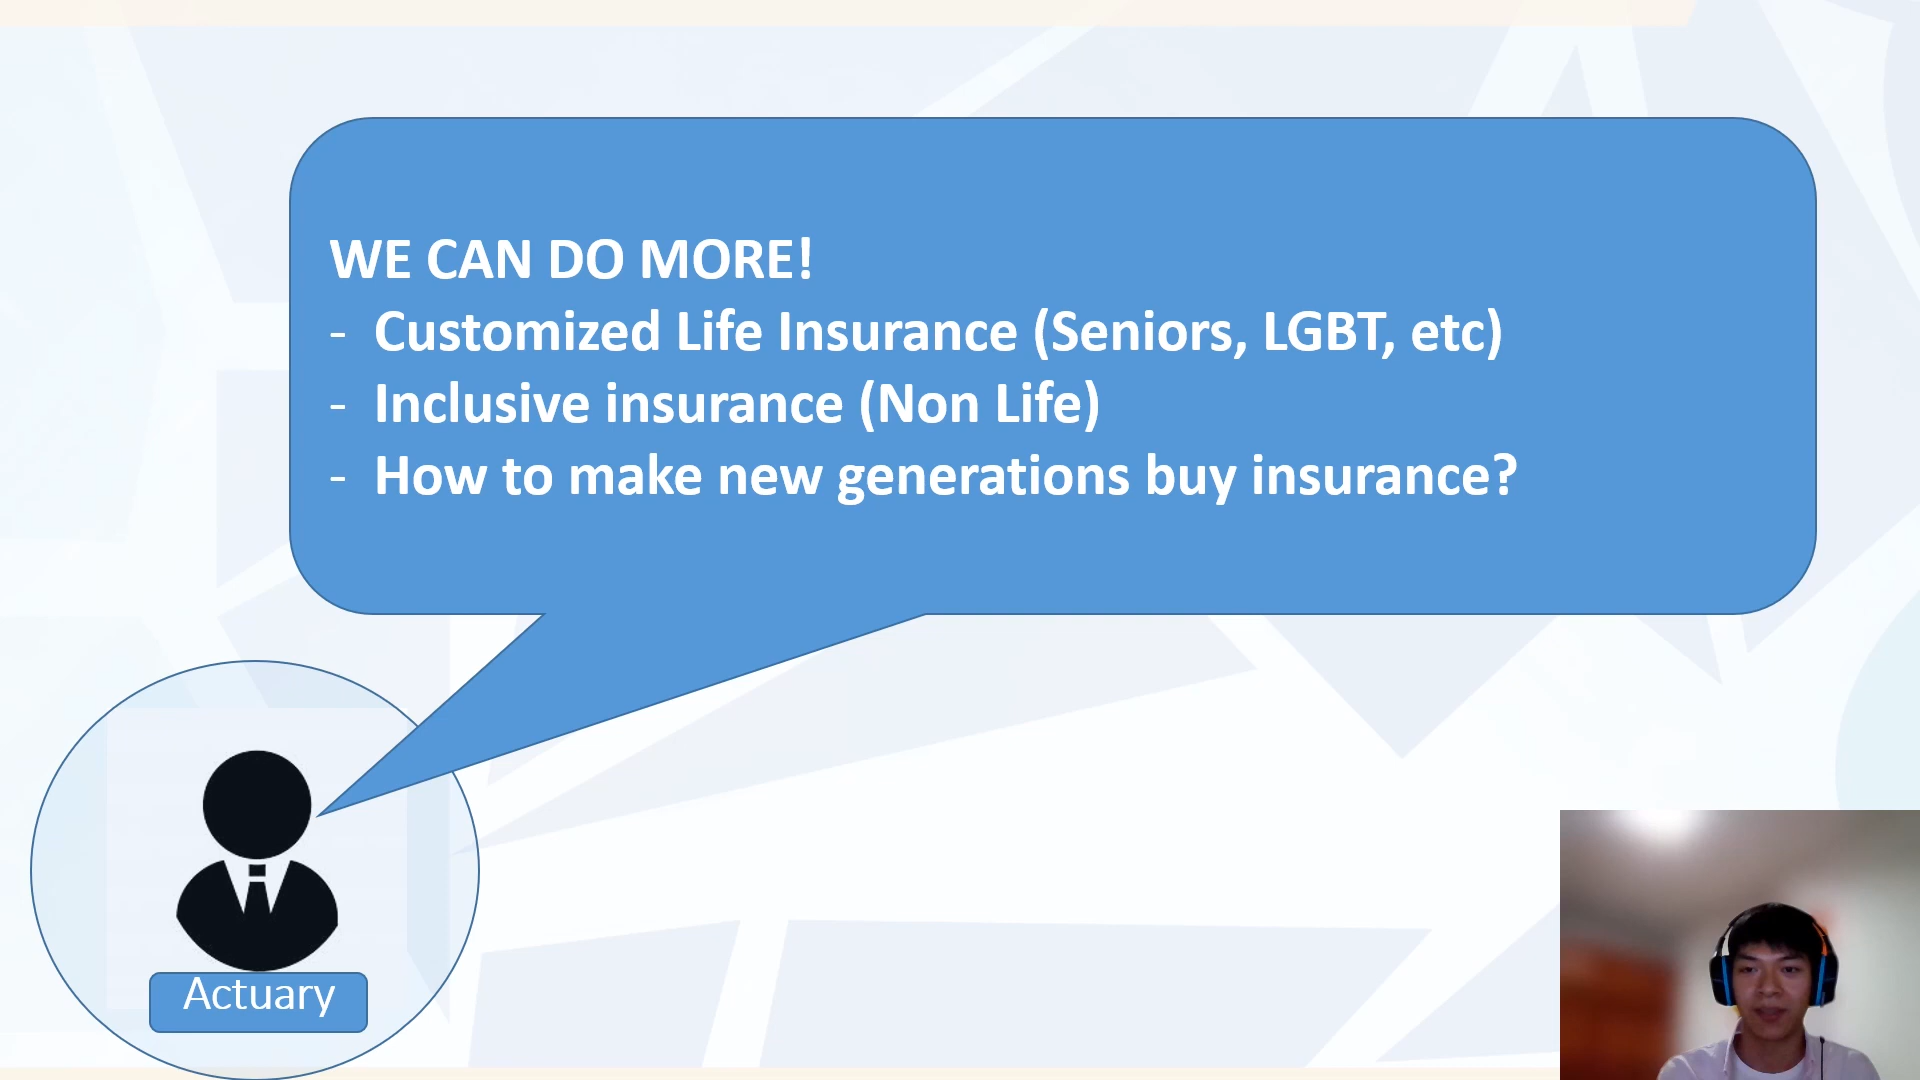 WE CAN DO MORE!
- Customized Life Insurance (Seniors, LGBT, etc)
- Inclusive insurance (Non Life)
- How to make new generations buy insurance?
Actuary